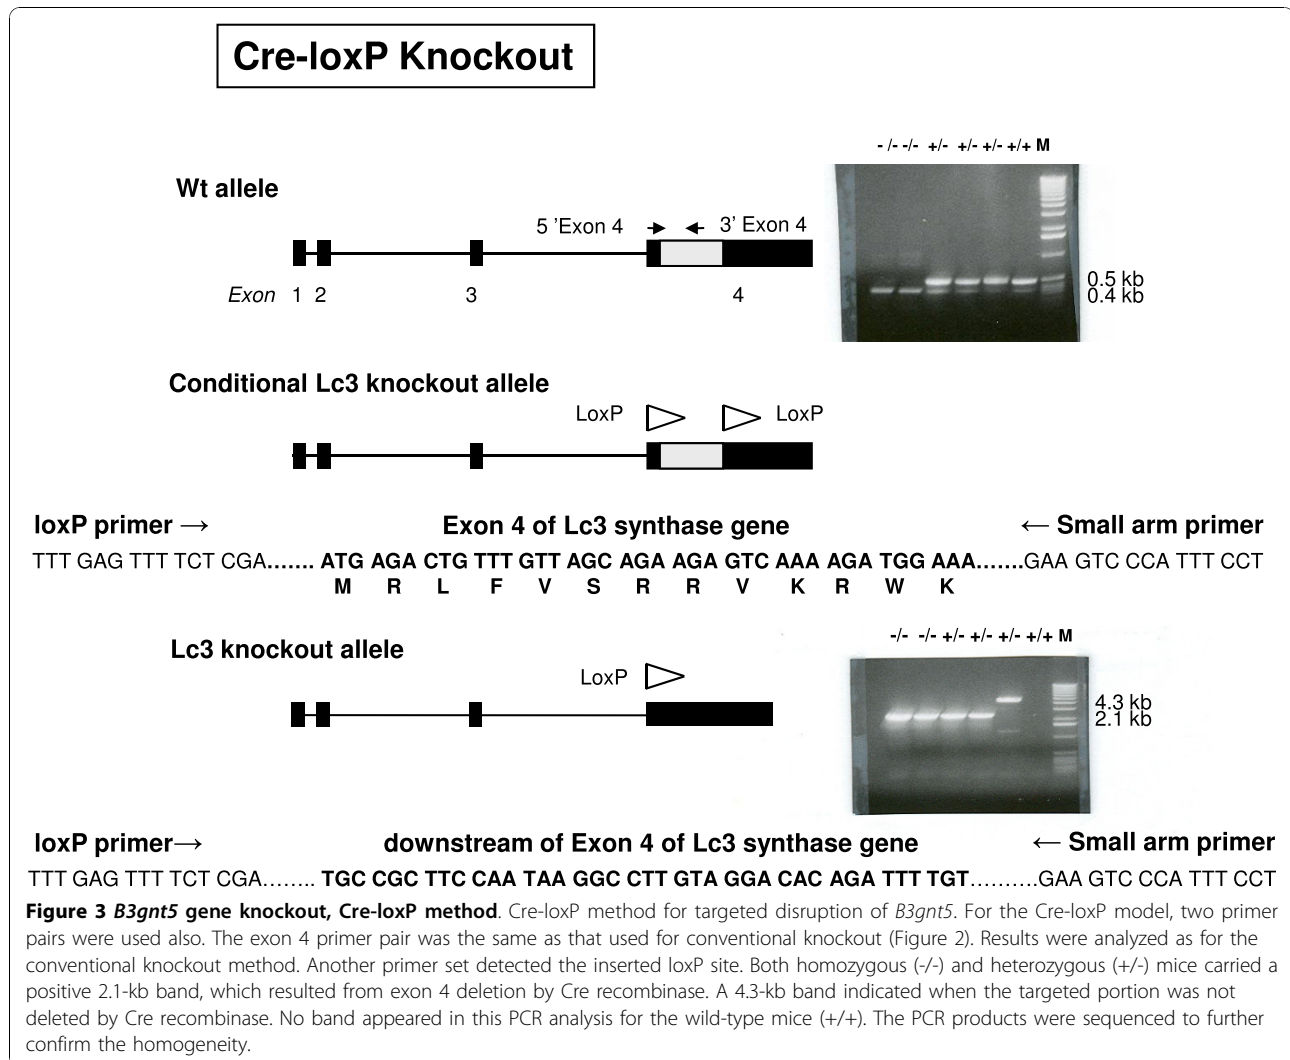 Cre-loxP Knockout
- /- -/- +/- +/- +/- +/+ M
Wt allele
5 'Exon 4
3' Exon 4
0.5 kb
0.4 kb
Exon 1 2 3 4
Conditional Lc3 knockout allele
LoxP
LoxP
loxP primer → Exon 4 of Lc3 synthase gene ← Small arm primer
TTT GAG TTT TCT CGA....... ATG AGA CTG TTT GTT AGC AGA AGA GTC AAA AGA TGG AAA.......GAA GTC CCA TTT CCT
M R L F V S R R V K R W K
-/- -/- +/- +/- +/- +/+ M
Lc3 knockout allele
LoxP
4.3 kb
2.1 kb
loxP primer→ downstream of Exon 4 of Lc3 synthase gene ← Small arm primer
TTT GAG TTT TCT CGA........ TGC CGC TTC CAA TAA GGC CTT GTA GGA CAC AGA TTT TGT..........GAA GTC CCA TTT CCT
Figure 3 B3gnt5 gene knockout, Cre-loxP method. Cre-loxP method for targeted disruption of B3gnt5. For the Cre-loxP model, two primer
pairs were used also. The exon 4 primer pair was the same as that used for conventional knockout (Figure 2). Results were analyzed as for the
conventional knockout method. Another primer set detected the inserted loxP site. Both homozygous (-/-) and heterozygous (+/-) mice carried a
positive 2.1-kb band, which resulted from exon 4 deletion by Cre recombinase. A 4.3-kb band indicated when the targeted portion was not
deleted by Cre recombinase. No band appeared in this PCR analysis for the wild-type mice (+/+). The PCR products were sequenced to further
confirm the homogeneity.